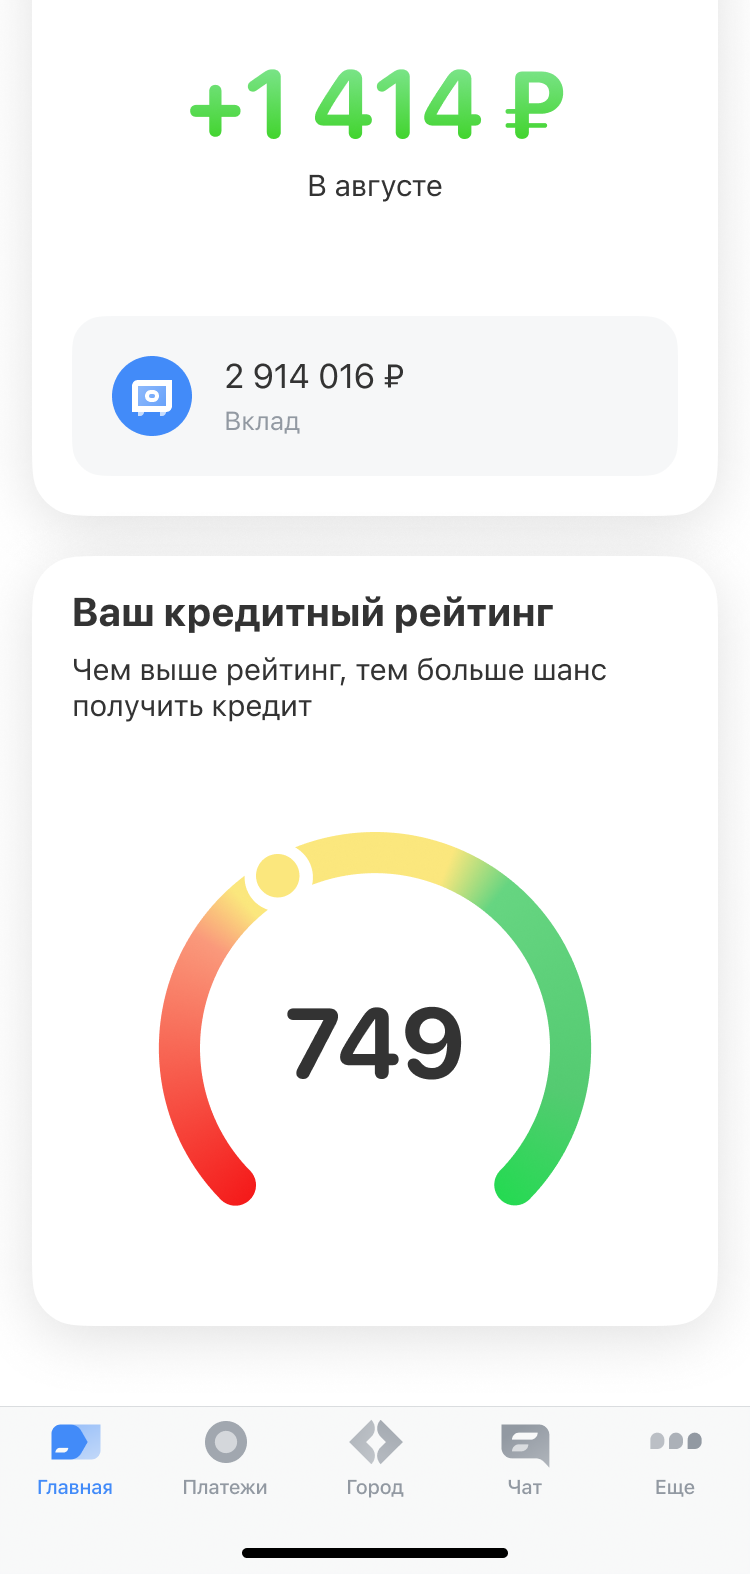 +1 414 ₽
В августе
2 914 016 ₽
Вклад
Ваш кредитный рейтинг
Чем выше рейтинг, тем больше шанс
получить кредит
749
Главная
Платежи
Город
Чат
Еще